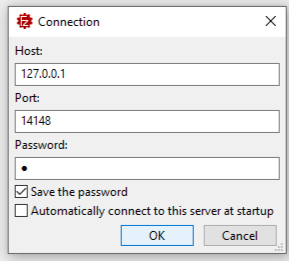 Connection
Host:
127.0.0.1
Port:
14148
Password:
●
Save the password
Automatically connect to this server at startup
OK
Cancel